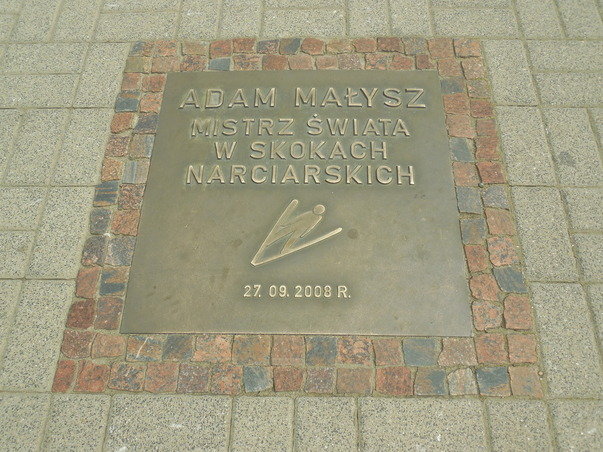 ADAM MAŁYSZ
MISTRZ ŚWIATA
W SKOKACH
NARCIARSKICH
27. 09. 2008 R.